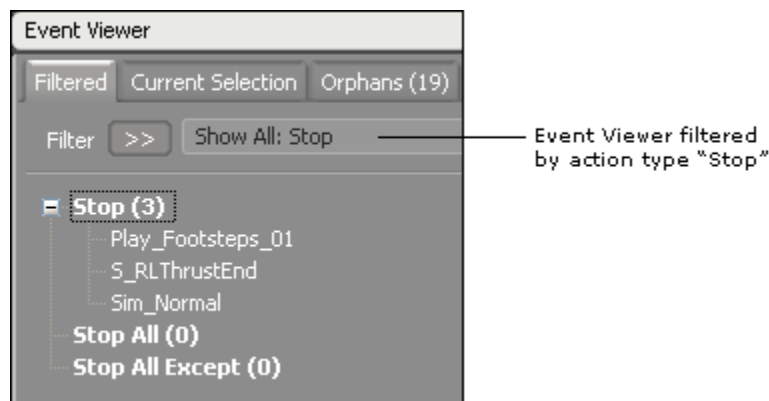 Event Viewer
Filtered Current Selection Orphans (19)
Filter >> Show All: Stop
Event Viewer filtered
by action type “Stop”
Stop (3)
Play_Footsteps_01
S_RLThrustEnd
Sim_Normal
Stop All (0)
Stop All Except (0)